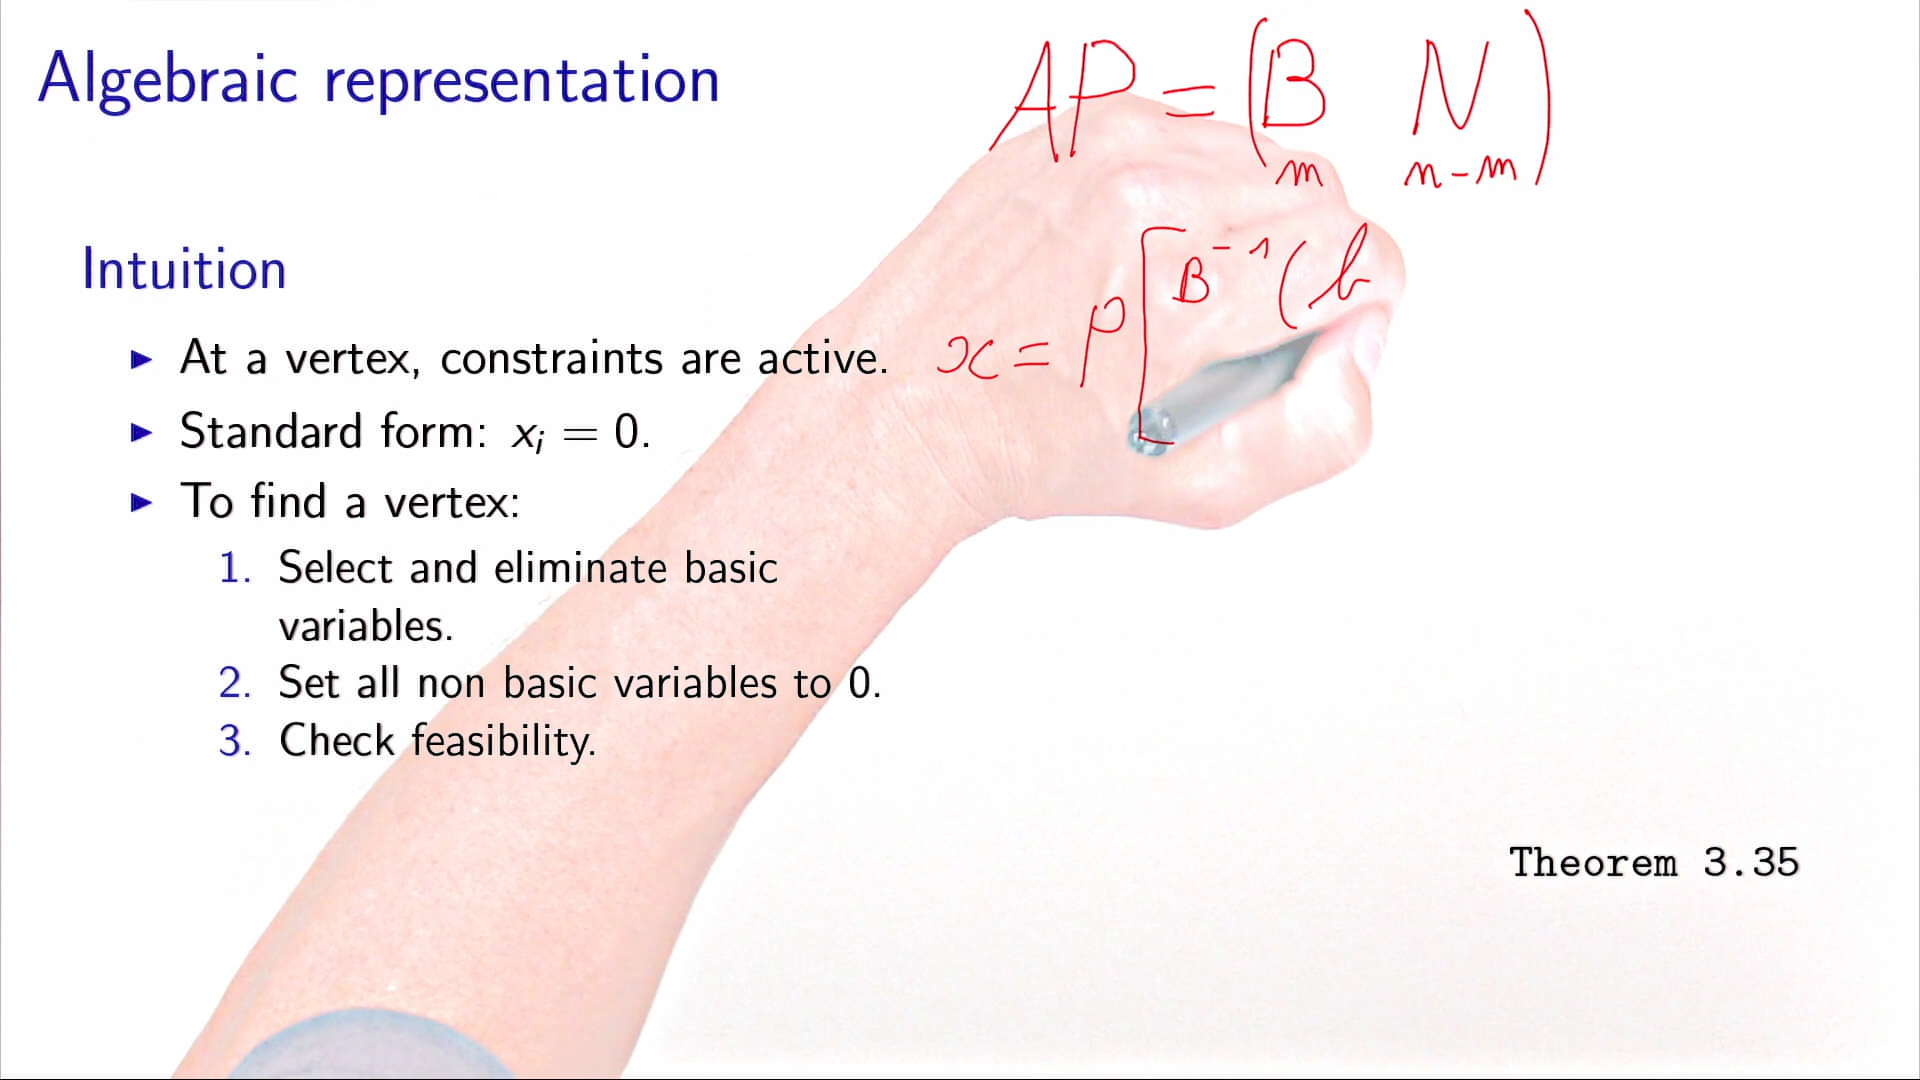 Algebraic representation
AP = (B N)
m n-m
Intuition
x = P[B⁻¹(b
▶ At a vertex, constraints are active.
▶ Standard form: xᵢ = 0.
▶ To find a vertex:
1. Select and eliminate basic
variables.
2. Set all non basic variables to 0.
3. Check feasibility.
Theorem 3.35